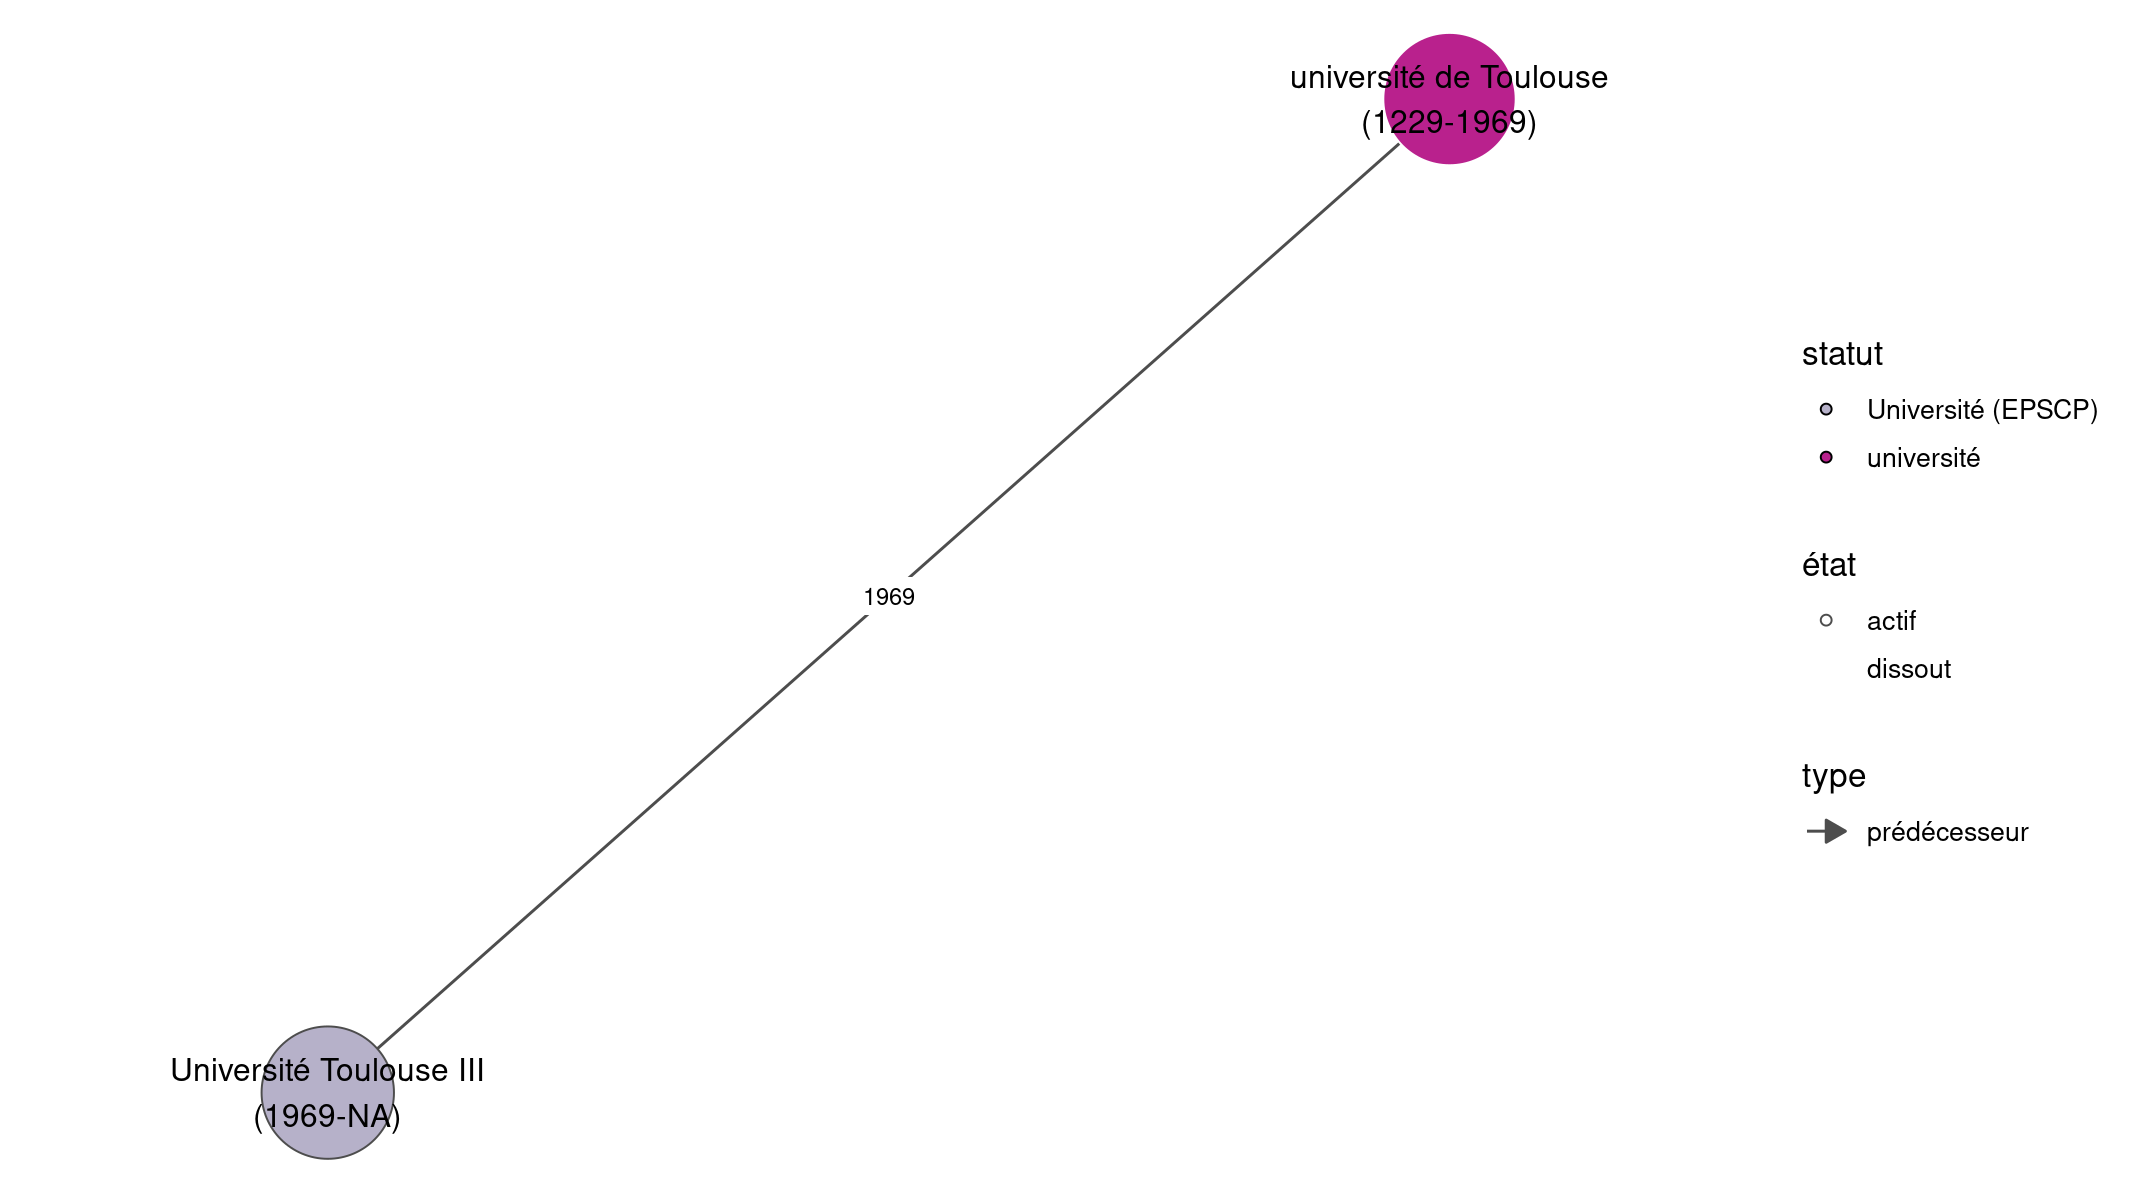 université de Toulouse
(1229-1969)
1969
Université Toulouse III
(1969-NA)
statut
Université (EPSCP)
université
état
actif
dissout
type
prédécesseur